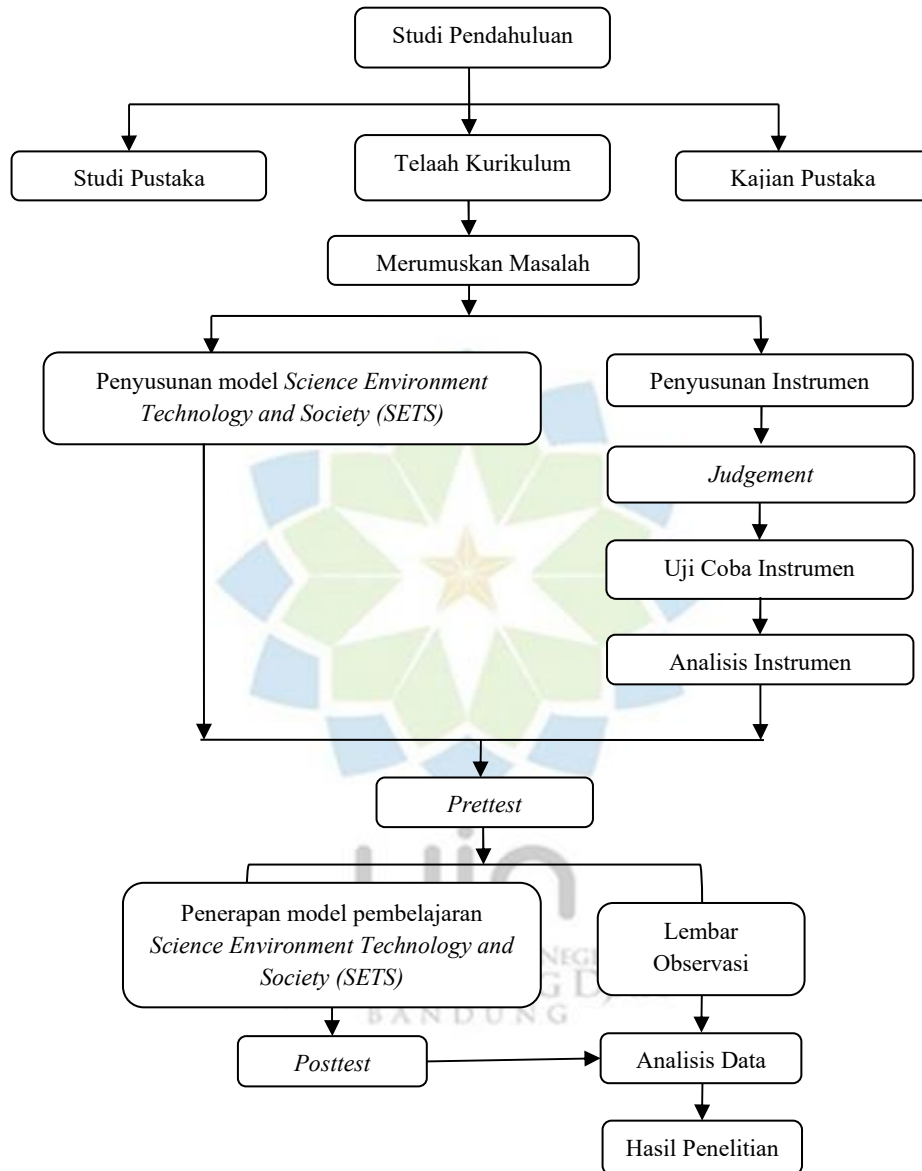 Studi Pendahuluan
Studi Pustaka
Telaah Kurikulum
Kajian Pustaka
Merumuskan Masalah
Penyusunan model Science Environment
Technology and Society (SETS)
Penyusunan Instrumen
Judgement
Uji Coba Instrumen
Analisis Instrumen
Prettest
uin
Penerapan model pembelajaran
Science Environment Technology and
Society (SETS)
Lembar
Observasi
BANDUNG
Posttest
Analisis Data
Hasil Penelitian